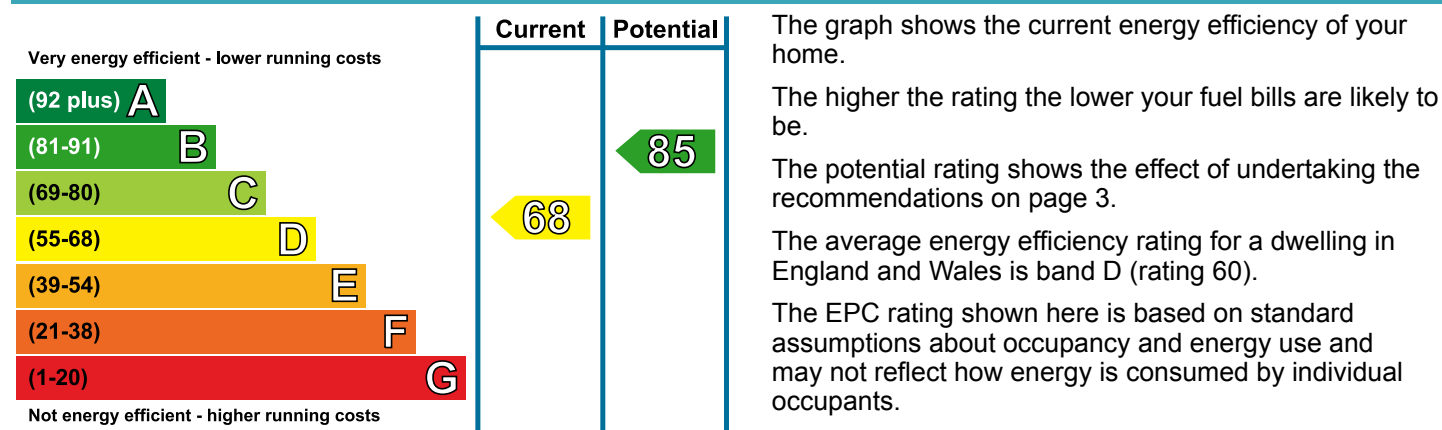 Current Potential
Very energy efficient - lower running costs
(92 plus) A
(81-91) B
85
(69-80) C
68
(55-68) D
(39-54) E
(21-38) F
(1-20) G
Not energy efficient - higher running costs
The graph shows the current energy efficiency of your
home.
The higher the rating the lower your fuel bills are likely to
be.
The potential rating shows the effect of undertaking the
recommendations on page 3.
The average energy efficiency rating for a dwelling in
England and Wales is band D (rating 60).
The EPC rating shown here is based on standard
assumptions about occupancy and energy use and
may not reflect how energy is consumed by individual
occupants.